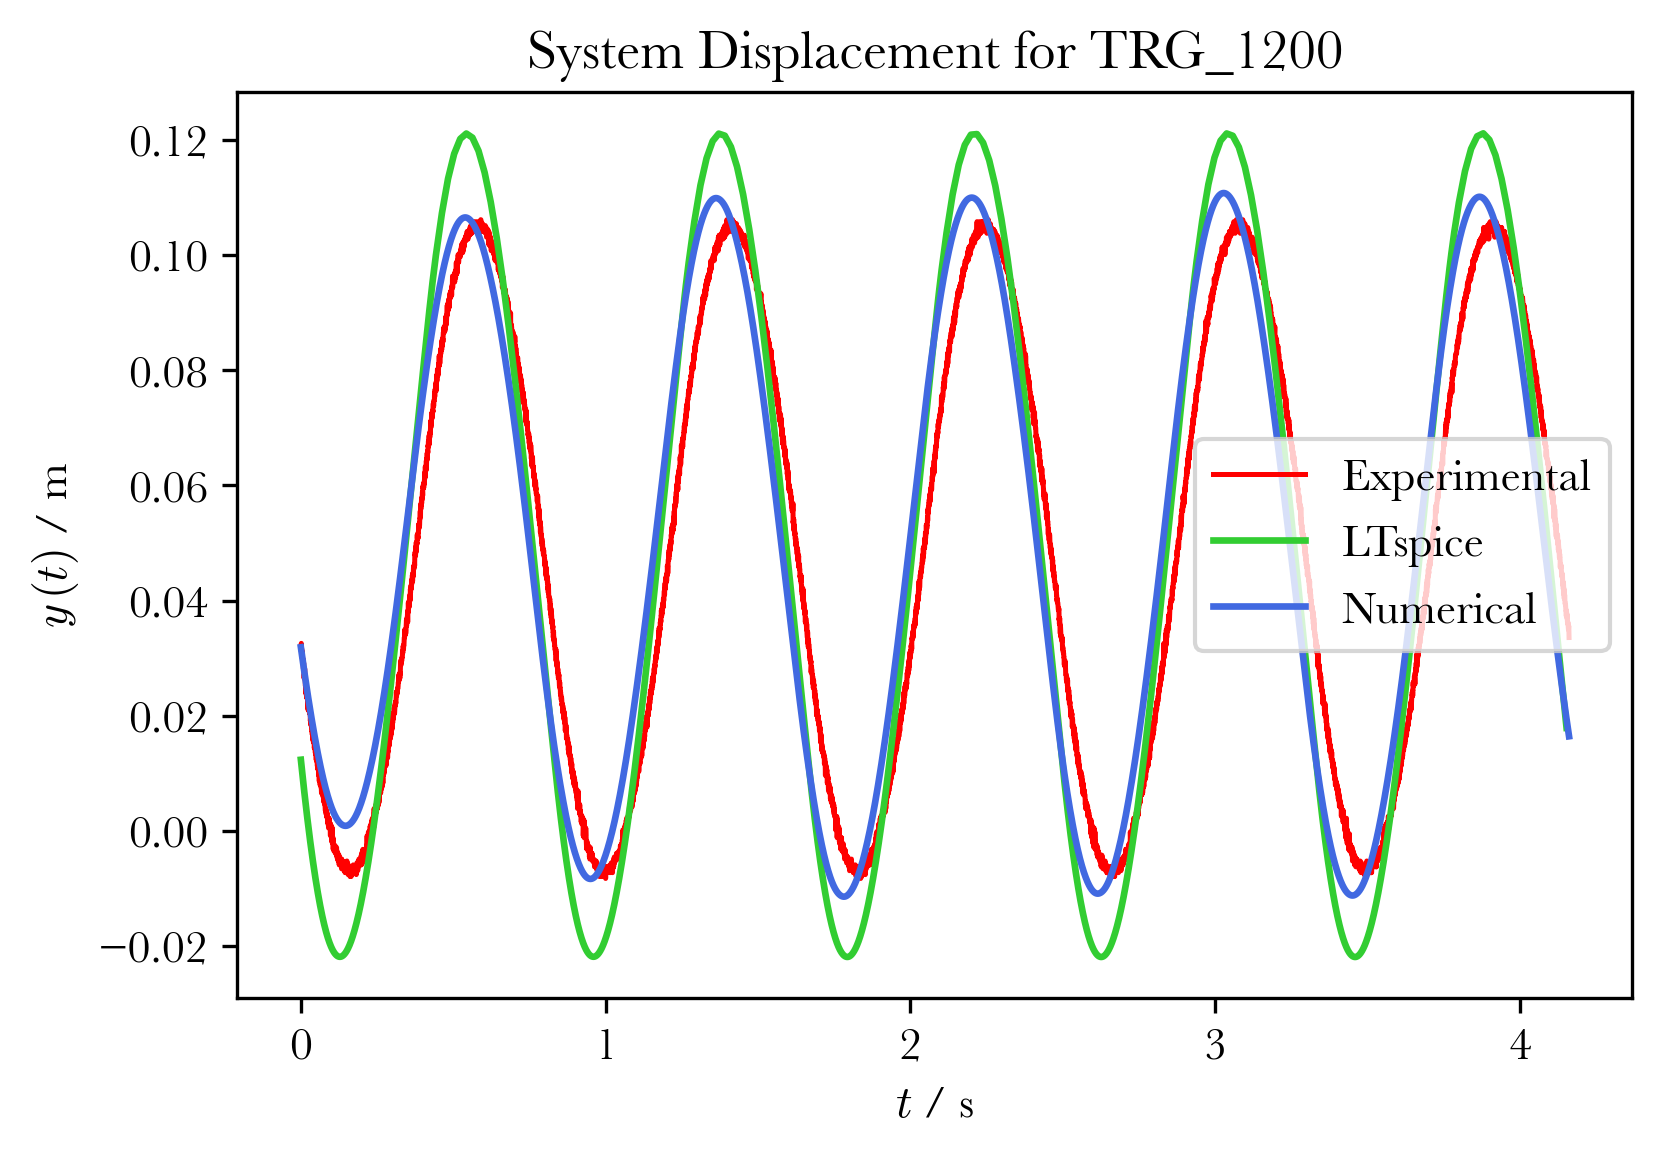 System Displacement for TRG_1200
y(t) / m
0.12
0.10
0.08
0.06
0.04
0.02
0.00
−0.02
Experimental
LTspice
Numerical
0 1 2 3 4
t / s